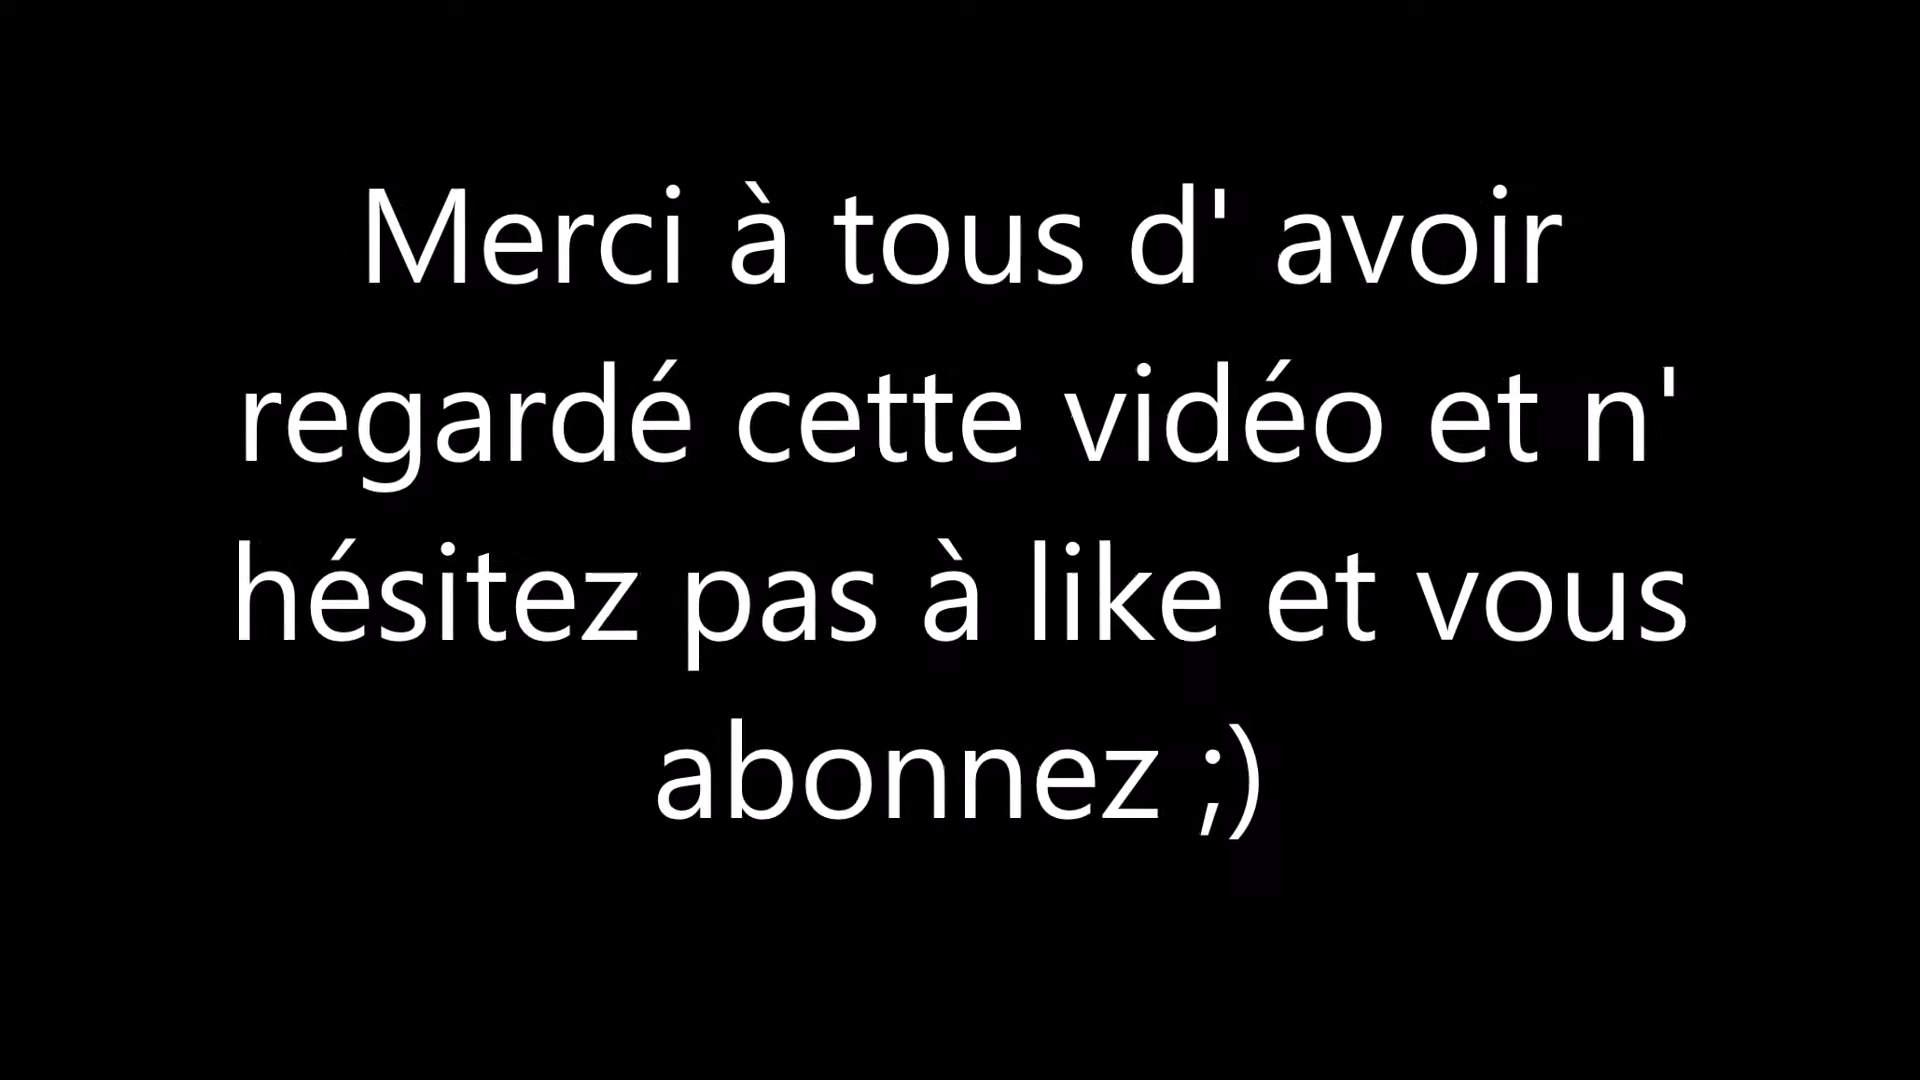 Merci à tous d' avoir
regardé cette vidéo et n'
hésitez pas à like et vous
abonnez ;)